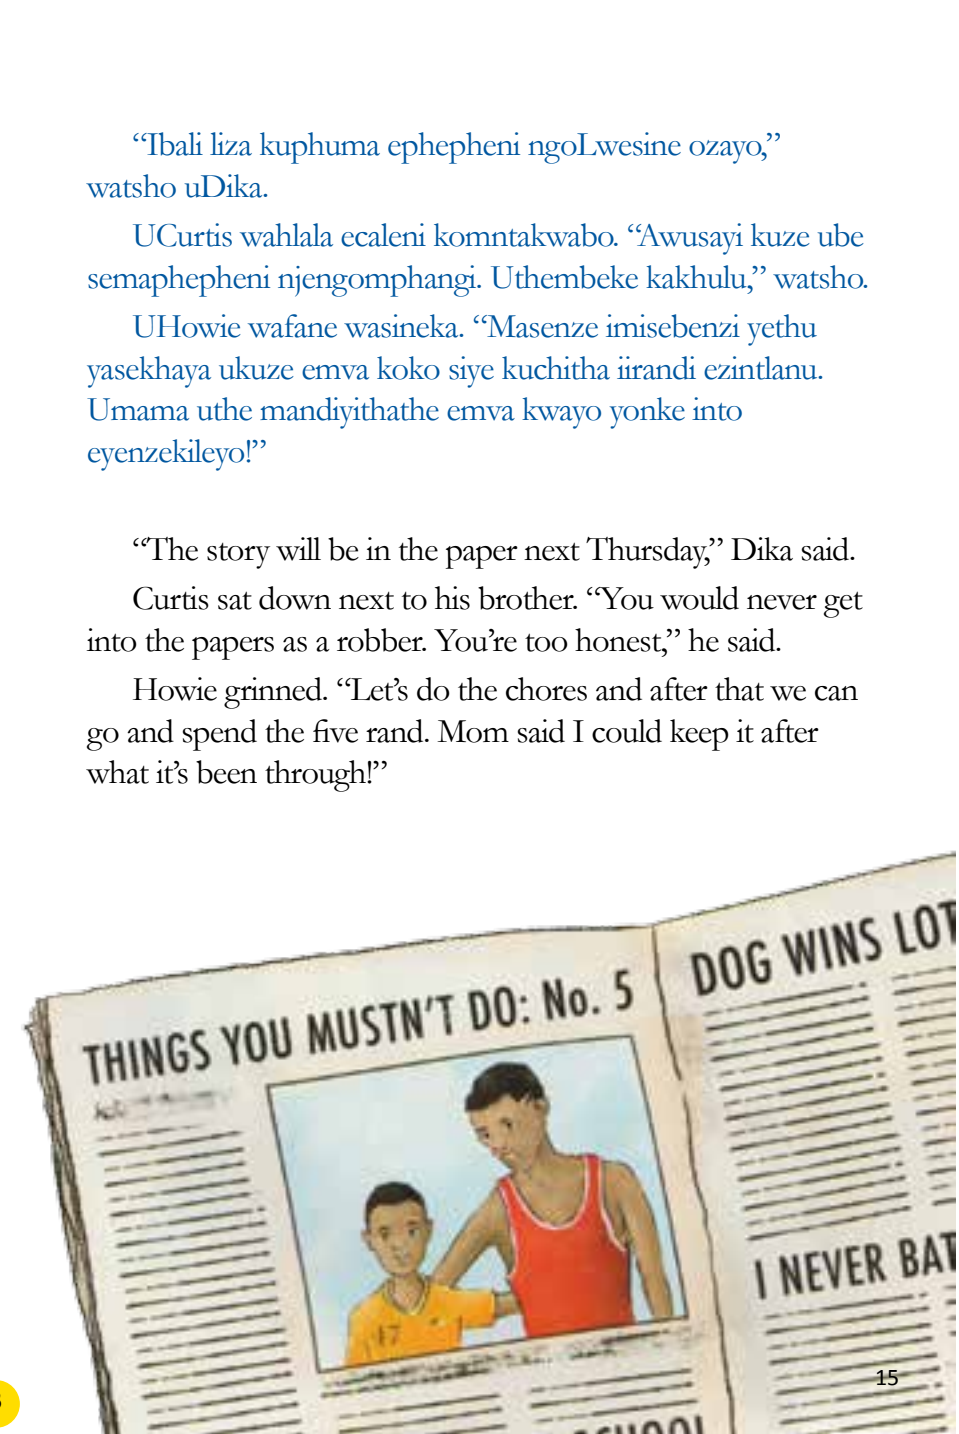 “Ibali liza kuphuma ephepheni ngoLwesine ozayo,”
watsho uDika.
UCurtis wahlala ecaleni komntakwabo. “Awusayi kuze ube
semaphepheni njengomphangi. Uthembeke kakhulu,” watsho.
UHowie wafane wasineka. “Masenze imisebenzi yethu
yasekhaya ukuze emva koko siye kuchitha iirandi ezintlanu.
Umama uthe mandiyithathe emva kwayo yonke into
eyenzekileyo!”
“The story will be in the paper next Thursday,” Dika said.
Curtis sat down next to his brother. “You would never get
into the papers as a robber. You’re too honest,” he said.
Howie grinned. “Let’s do the chores and after that we can
go and spend the five rand. Mom said I could keep it after
what it’s been through!”
THINGS YOU MUSTN’T DO: No. 5
DOG WINS
I NEVER
17
15